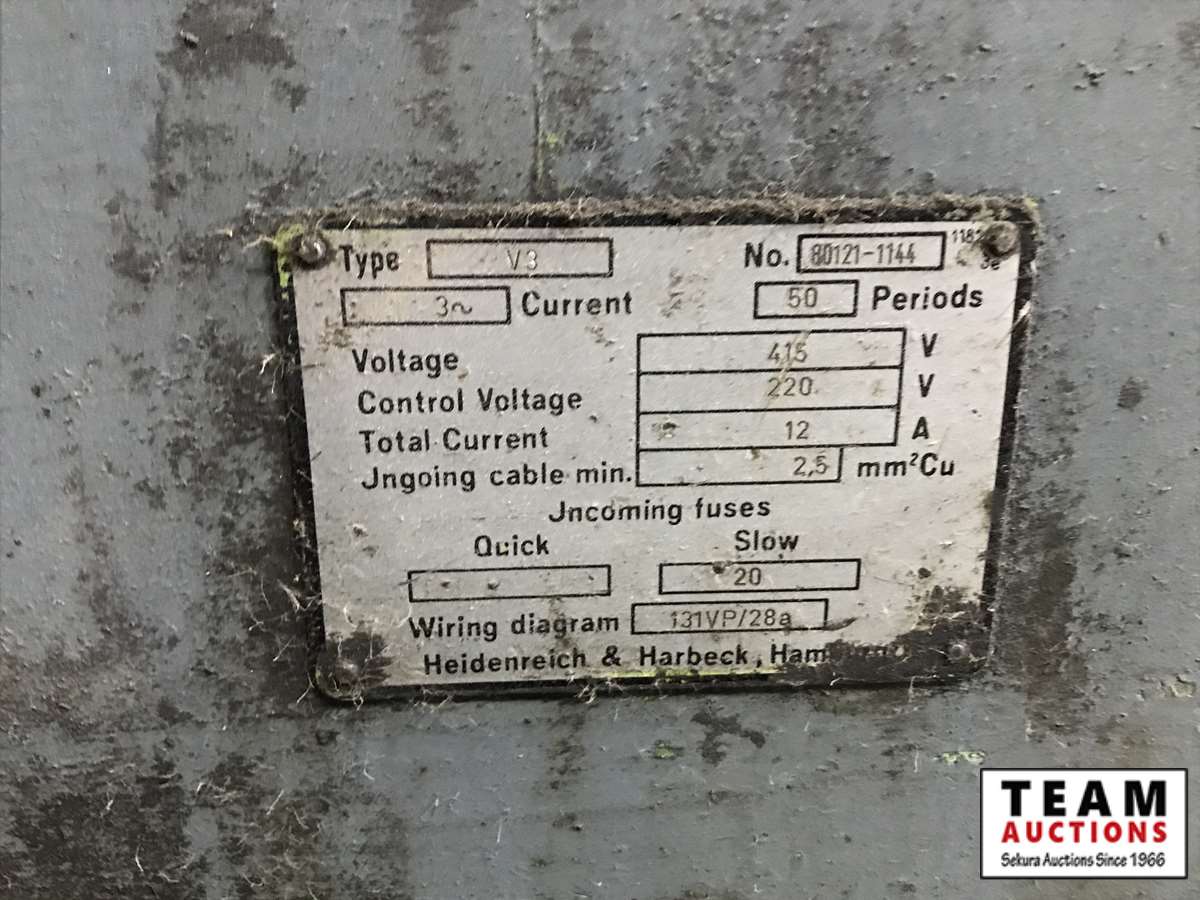 Type V3 No. 80121-1144
3~ Current 50 Periods
Voltage 415 V
Control Voltage 220 V
Total Current 12 A
Jngoing cable min. 2,5 mm²Cu
Jncoming fuses
Quick Slow
20
Wiring diagram 131VP/28a
Heidenreich & Harbeck,
TEAM
AUCTIONS
Sekura Auctions Since 1966